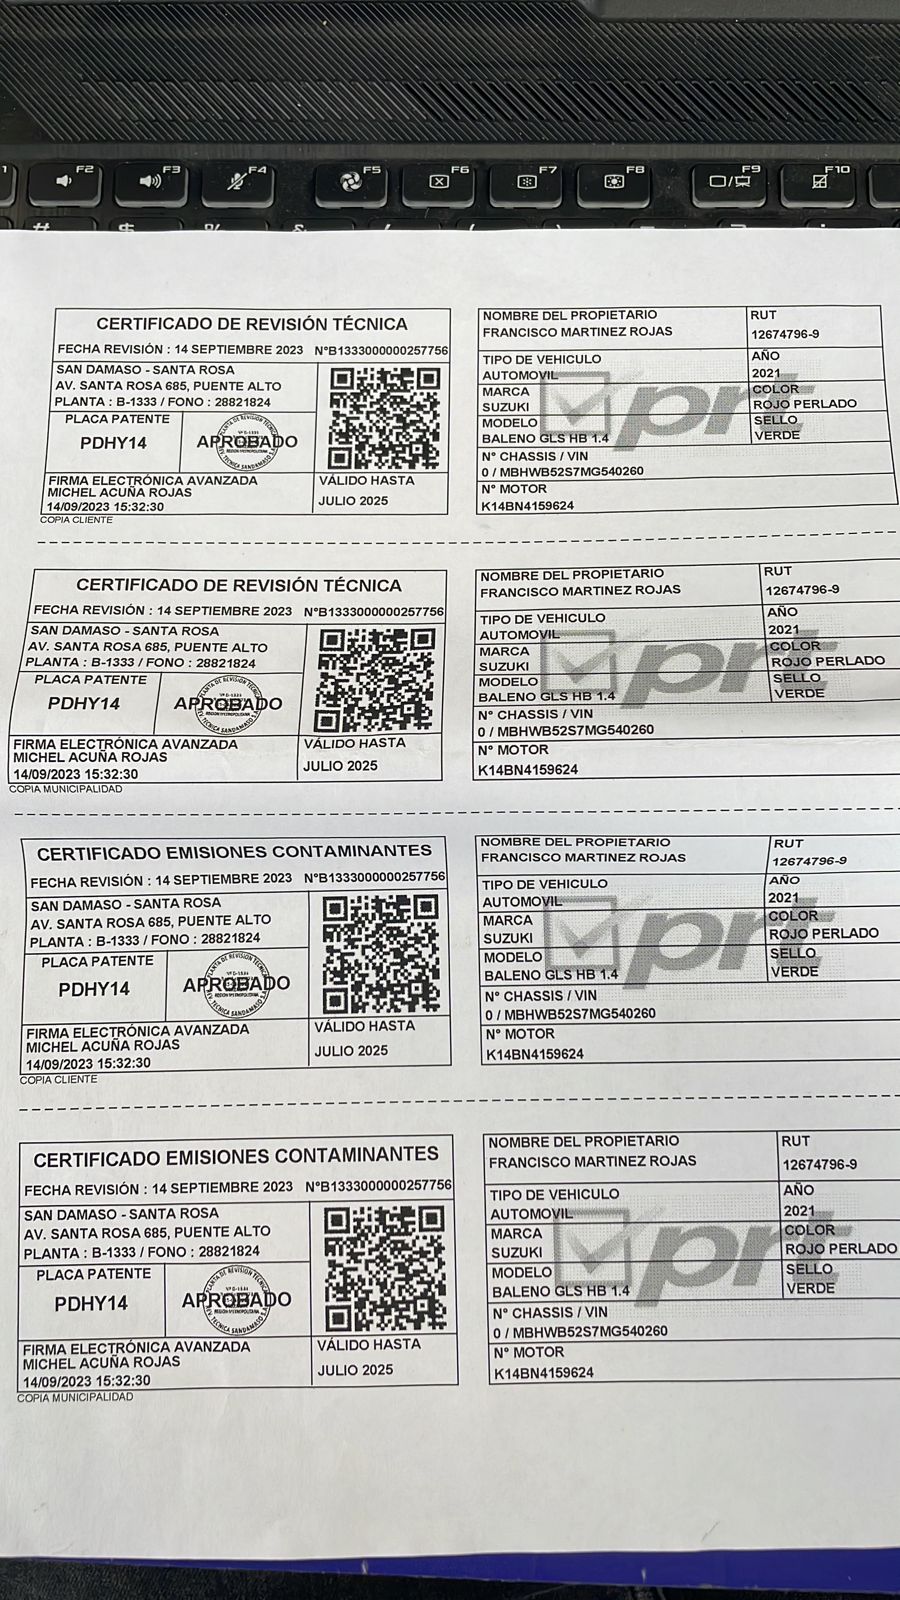 F2
F3
F4
F5
F6
F7
F8
F9
F10
CERTIFICADO DE REVISIÓN TÉCNICA
FECHA REVISIÓN : 14 SEPTIEMBRE 2023 N°B1333000000257756
SAN DAMASO - SANTA ROSA
AV. SANTA ROSA 685, PUENTE ALTO
PLANTA : B-1333 / FONO : 28821824
PLACA PATENTE
PDHY14
APROBADO
FIRMA ELECTRÓNICA AVANZADA
MICHEL ACUÑA ROJAS
14/09/2023 15:32:30
VÁLIDO HASTA
JULIO 2025
COPIA CLIENTE
NOMBRE DEL PROPIETARIO
FRANCISCO MARTINEZ ROJAS
RUT
12674796-9
TIPO DE VEHICULO
AUTOMOVIL
AÑO
2021
MARCA
SUZUKI
COLOR
ROJO PERLADO
MODELO
BALENO GLS HB 1.4
SELLO
VERDE
prt
N° CHASSIS / VIN
0 / MBHWB52S7MG540260
N° MOTOR
K14BN4159624
CERTIFICADO DE REVISIÓN TÉCNICA
FECHA REVISIÓN : 14 SEPTIEMBRE 2023 N°B1333000000257756
SAN DAMASO - SANTA ROSA
AV. SANTA ROSA 685, PUENTE ALTO
PLANTA : B-1333 / FONO : 28821824
PLACA PATENTE
PDHY14
APROBADO
FIRMA ELECTRÓNICA AVANZADA
MICHEL ACUÑA ROJAS
14/09/2023 15:32:30
VÁLIDO HASTA
JULIO 2025
COPIA MUNICIPALIDAD
NOMBRE DEL PROPIETARIO
FRANCISCO MARTINEZ ROJAS
RUT
12674796-9
TIPO DE VEHICULO
AUTOMOVIL
AÑO
2021
MARCA
SUZUKI
COLOR
ROJO PERLADO
MODELO
BALENO GLS HB 1.4
SELLO
VERDE
prt
N° CHASSIS / VIN
0 / MBHWB52S7MG540260
N° MOTOR
K14BN4159624
CERTIFICADO EMISIONES CONTAMINANTES
FECHA REVISIÓN : 14 SEPTIEMBRE 2023 N°B1333000000257756
SAN DAMASO - SANTA ROSA
AV. SANTA ROSA 685, PUENTE ALTO
PLANTA : B-1333 / FONO : 28821824
PLACA PATENTE
PDHY14
APROBADO
FIRMA ELECTRÓNICA AVANZADA
MICHEL ACUÑA ROJAS
14/09/2023 15:32:30
VÁLIDO HASTA
JULIO 2025
COPIA CLIENTE
NOMBRE DEL PROPIETARIO
FRANCISCO MARTINEZ ROJAS
RUT
12674796-9
TIPO DE VEHICULO
AUTOMOVIL
AÑO
2021
MARCA
SUZUKI
COLOR
ROJO PERLADO
MODELO
BALENO GLS HB 1.4
SELLO
VERDE
prt
N° CHASSIS / VIN
0 / MBHWB52S7MG540260
N° MOTOR
K14BN4159624
CERTIFICADO EMISIONES CONTAMINANTES
FECHA REVISIÓN : 14 SEPTIEMBRE 2023 N°B1333000000257756
SAN DAMASO - SANTA ROSA
AV. SANTA ROSA 685, PUENTE ALTO
PLANTA : B-1333 / FONO : 28821824
PLACA PATENTE
PDHY14
APROBADO
FIRMA ELECTRÓNICA AVANZADA
MICHEL ACUÑA ROJAS
14/09/2023 15:32:30
VÁLIDO HASTA
JULIO 2025
COPIA MUNICIPALIDAD
NOMBRE DEL PROPIETARIO
FRANCISCO MARTINEZ ROJAS
RUT
12674796-9
TIPO DE VEHICULO
AUTOMOVIL
AÑO
2021
MARCA
SUZUKI
COLOR
ROJO PERLADO
MODELO
BALENO GLS HB 1.4
SELLO
VERDE
prt
N° CHASSIS / VIN
0 / MBHWB52S7MG540260
N° MOTOR
K14BN4159624